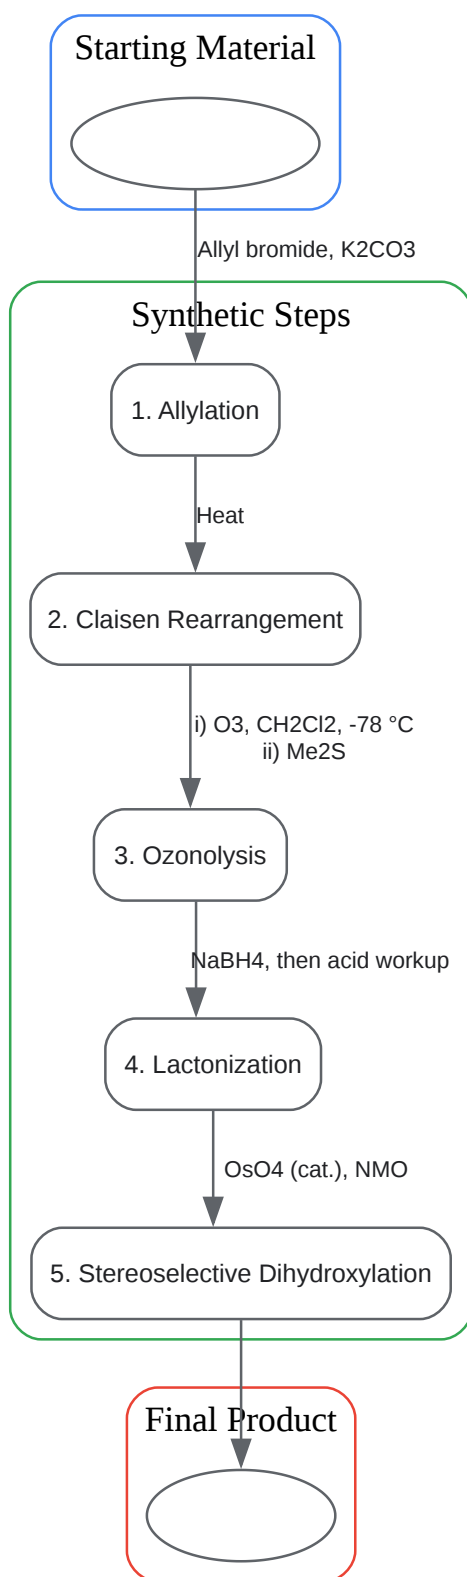 Starting Material
Allyl bromide, K2CO3
Synthetic Steps
1. Allylation
Heat
2. Claisen Rearrangement
i) O3, CH2Cl2, -78 °C
ii) Me2S
3. Ozonolysis
NaBH4, then acid workup
4. Lactonization
OsO4 (cat.), NMO
5. Stereoselective Dihydroxylation
Final Product